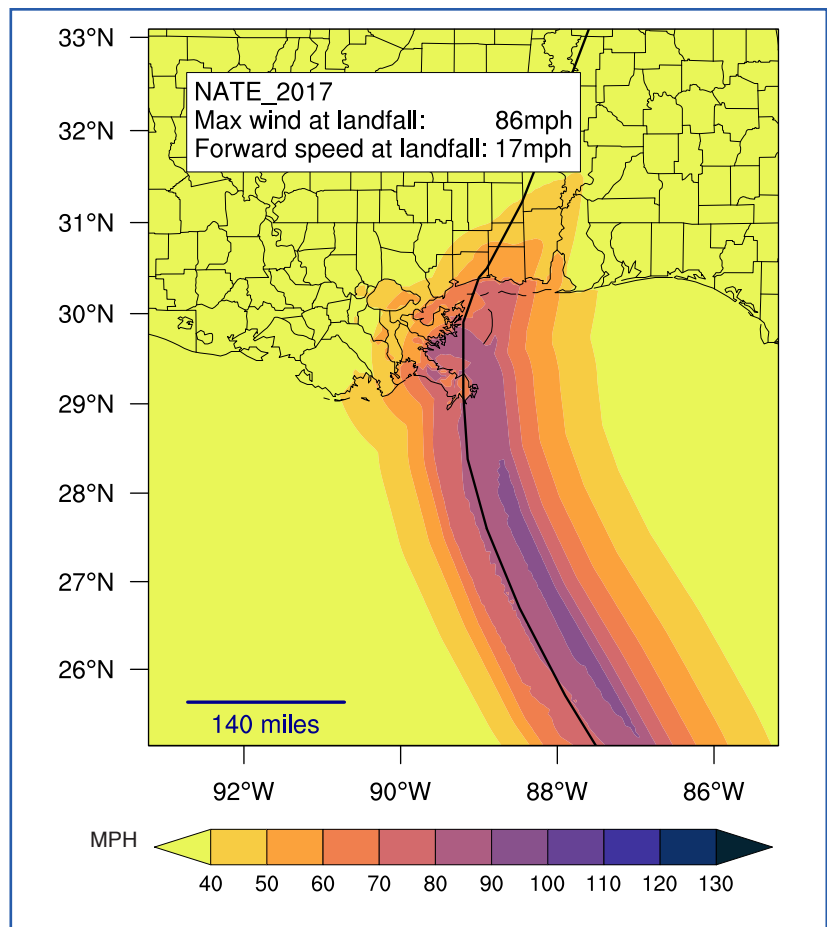 33°N
NATE_2017
Max wind at landfall: 86mph
Forward speed at landfall: 17mph
32°N
31°N
30°N
29°N
28°N
27°N
26°N
140 miles
92°W 90°W 88°W 86°W
MPH
40 50 60 70 80 90 100 110 120 130